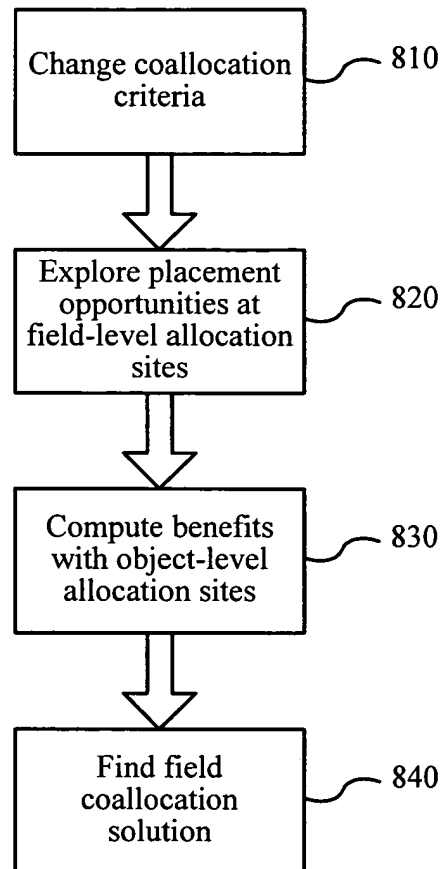 Change coallocation
criteria
810
Explore placement
opportunities at
field-level allocation
sites
820
Compute benefits
with object-level
allocation sites
830
Find field
coallocation
solution
840